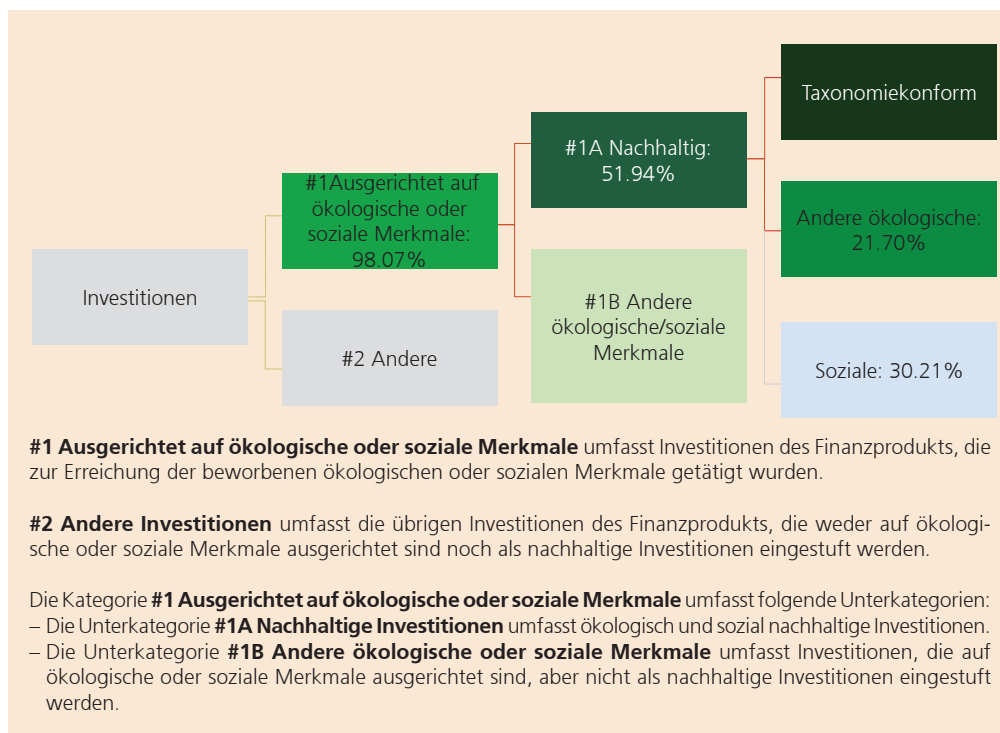 Taxonomiekonform
#1A Nachhaltig:
51.94%
#1Ausgerichtet auf
ökologische oder
soziale Merkmale:
98.07%
Andere ökologische:
21.70%
Investitionen
#1B Andere
ökologische/soziale
Merkmale
#2 Andere
Soziale: 30.21%
#1 Ausgerichtet auf ökologische oder soziale Merkmale umfasst Investitionen des Finanzprodukts, die
zur Erreichung der beworbenen ökologischen oder sozialen Merkmale getätigt wurden.
#2 Andere Investitionen umfasst die übrigen Investitionen des Finanzprodukts, die weder auf ökologi-
sche oder soziale Merkmale ausgerichtet sind noch als nachhaltige Investitionen eingestuft werden.
Die Kategorie #1 Ausgerichtet auf ökologische oder soziale Merkmale umfasst folgende Unterkategorien:
– Die Unterkategorie #1A Nachhaltige Investitionen umfasst ökologisch und sozial nachhaltige Investitionen.
– Die Unterkategorie #1B Andere ökologische oder soziale Merkmale umfasst Investitionen, die auf
ökologische oder soziale Merkmale ausgerichtet sind, aber nicht als nachhaltige Investitionen eingestuft
werden.